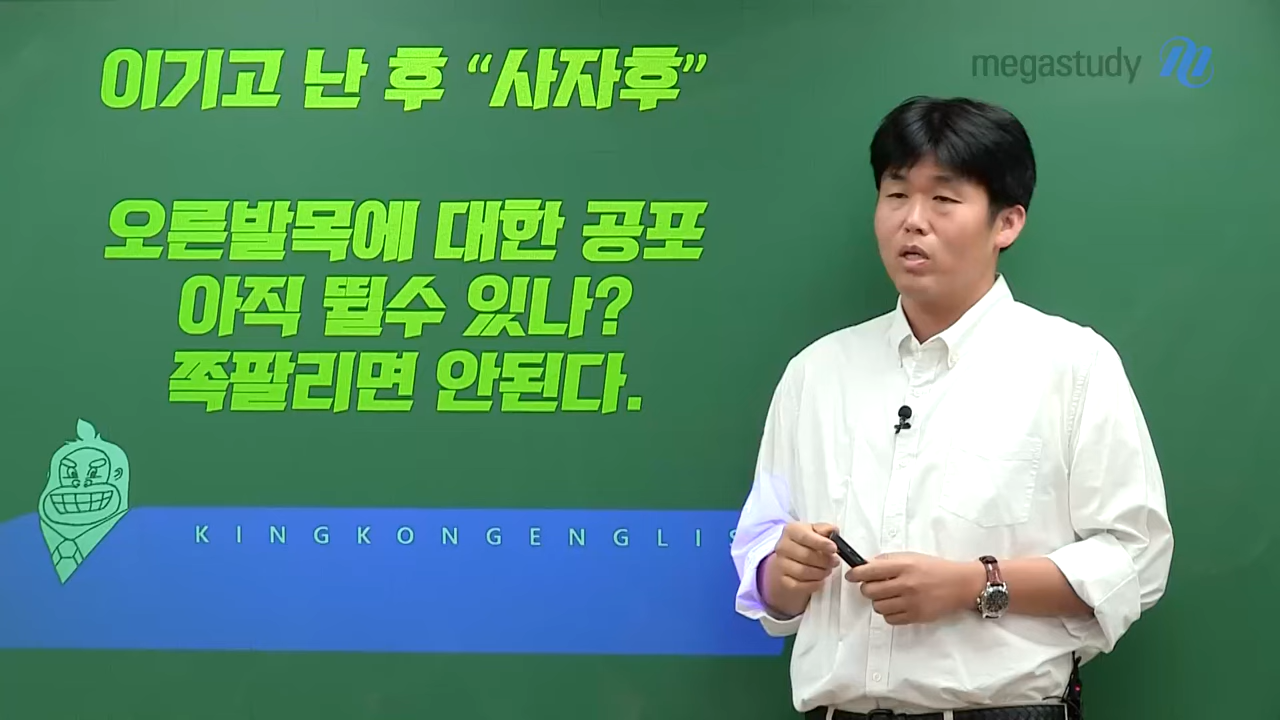 이기고 난 후 “사자후”
megastudy
오른발목에 대한 공포
아직 뛸수 있나?
쪽팔리면 안된다.
KINGKONGENGLIS